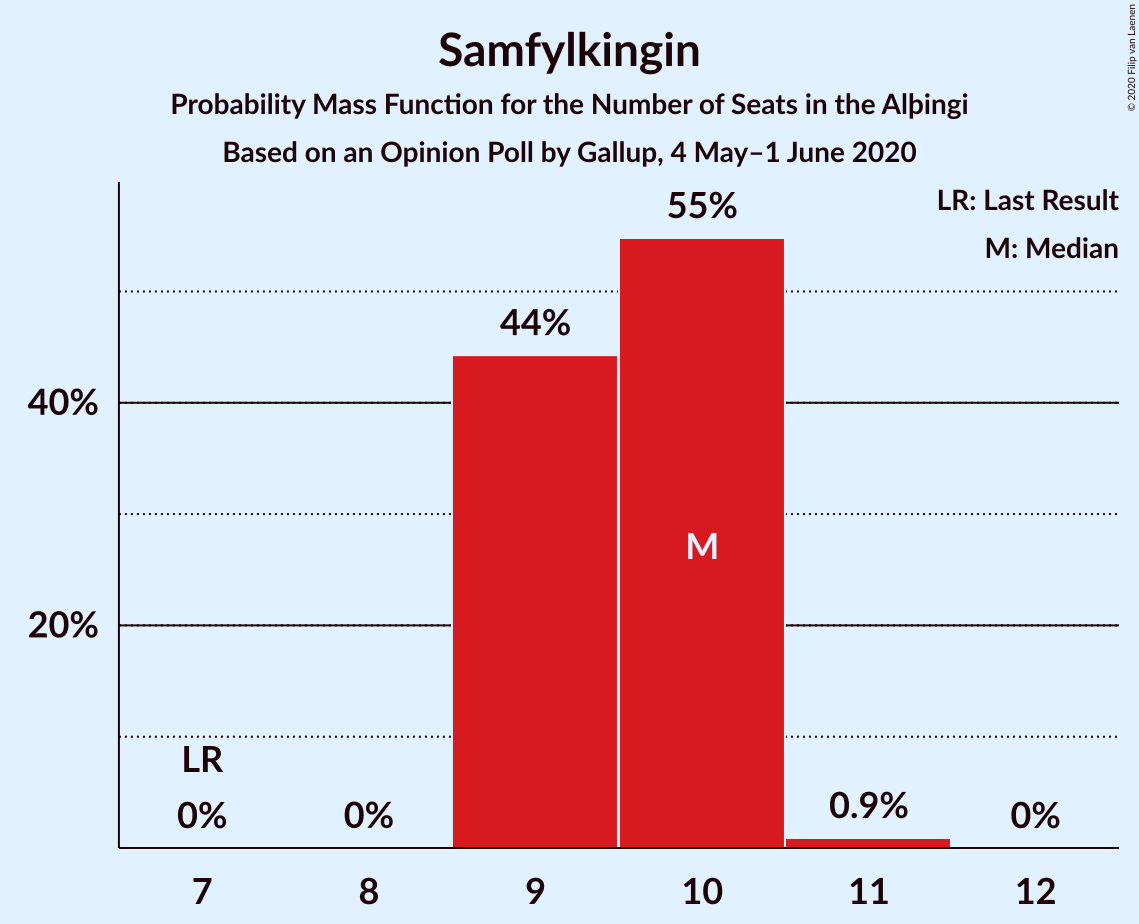 Samfylkingin
Probability Mass Function for the Number of Seats in the Alþingi
Based on an Opinion Poll by Gallup, 4 May–1 June 2020
© 2020 Filip van Laenen
LR: Last Result
M: Median
55%
44%
40%
M
20%
LR
0%
0%
0.9%
0%
7
8
9
10
11
12